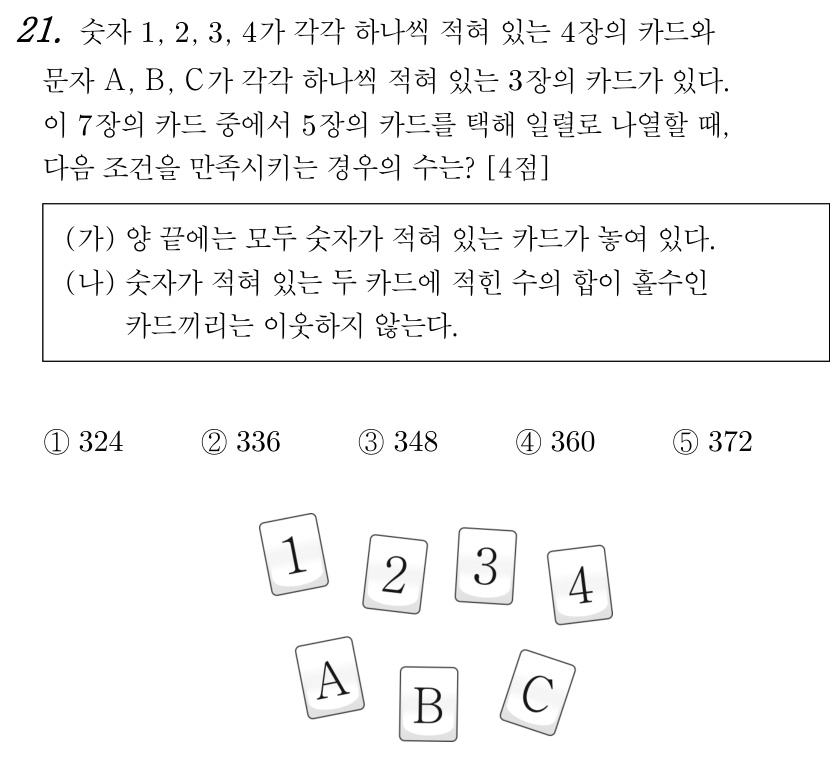 21. 숫자 1, 2, 3, 4가 각각 하나씩 적혀 있는 4장의 카드와
문자 A, B, C가 각각 하나씩 적혀 있는 3장의 카드가 있다.
이 7장의 카드 중에서 5장의 카드를 택해 일렬로 나열할 때,
다음 조건을 만족시키는 경우의 수는? [4점]
(가) 양 끝에는 모두 숫자가 적혀 있는 카드가 놓여 있다.
(나) 숫자가 적혀 있는 두 카드에 적힌 수의 합이 홀수인
카드끼리는 이웃하지 않는다.
① 324 ② 336 ③ 348 ④ 360 ⑤ 372
1 2 3 4
A B C